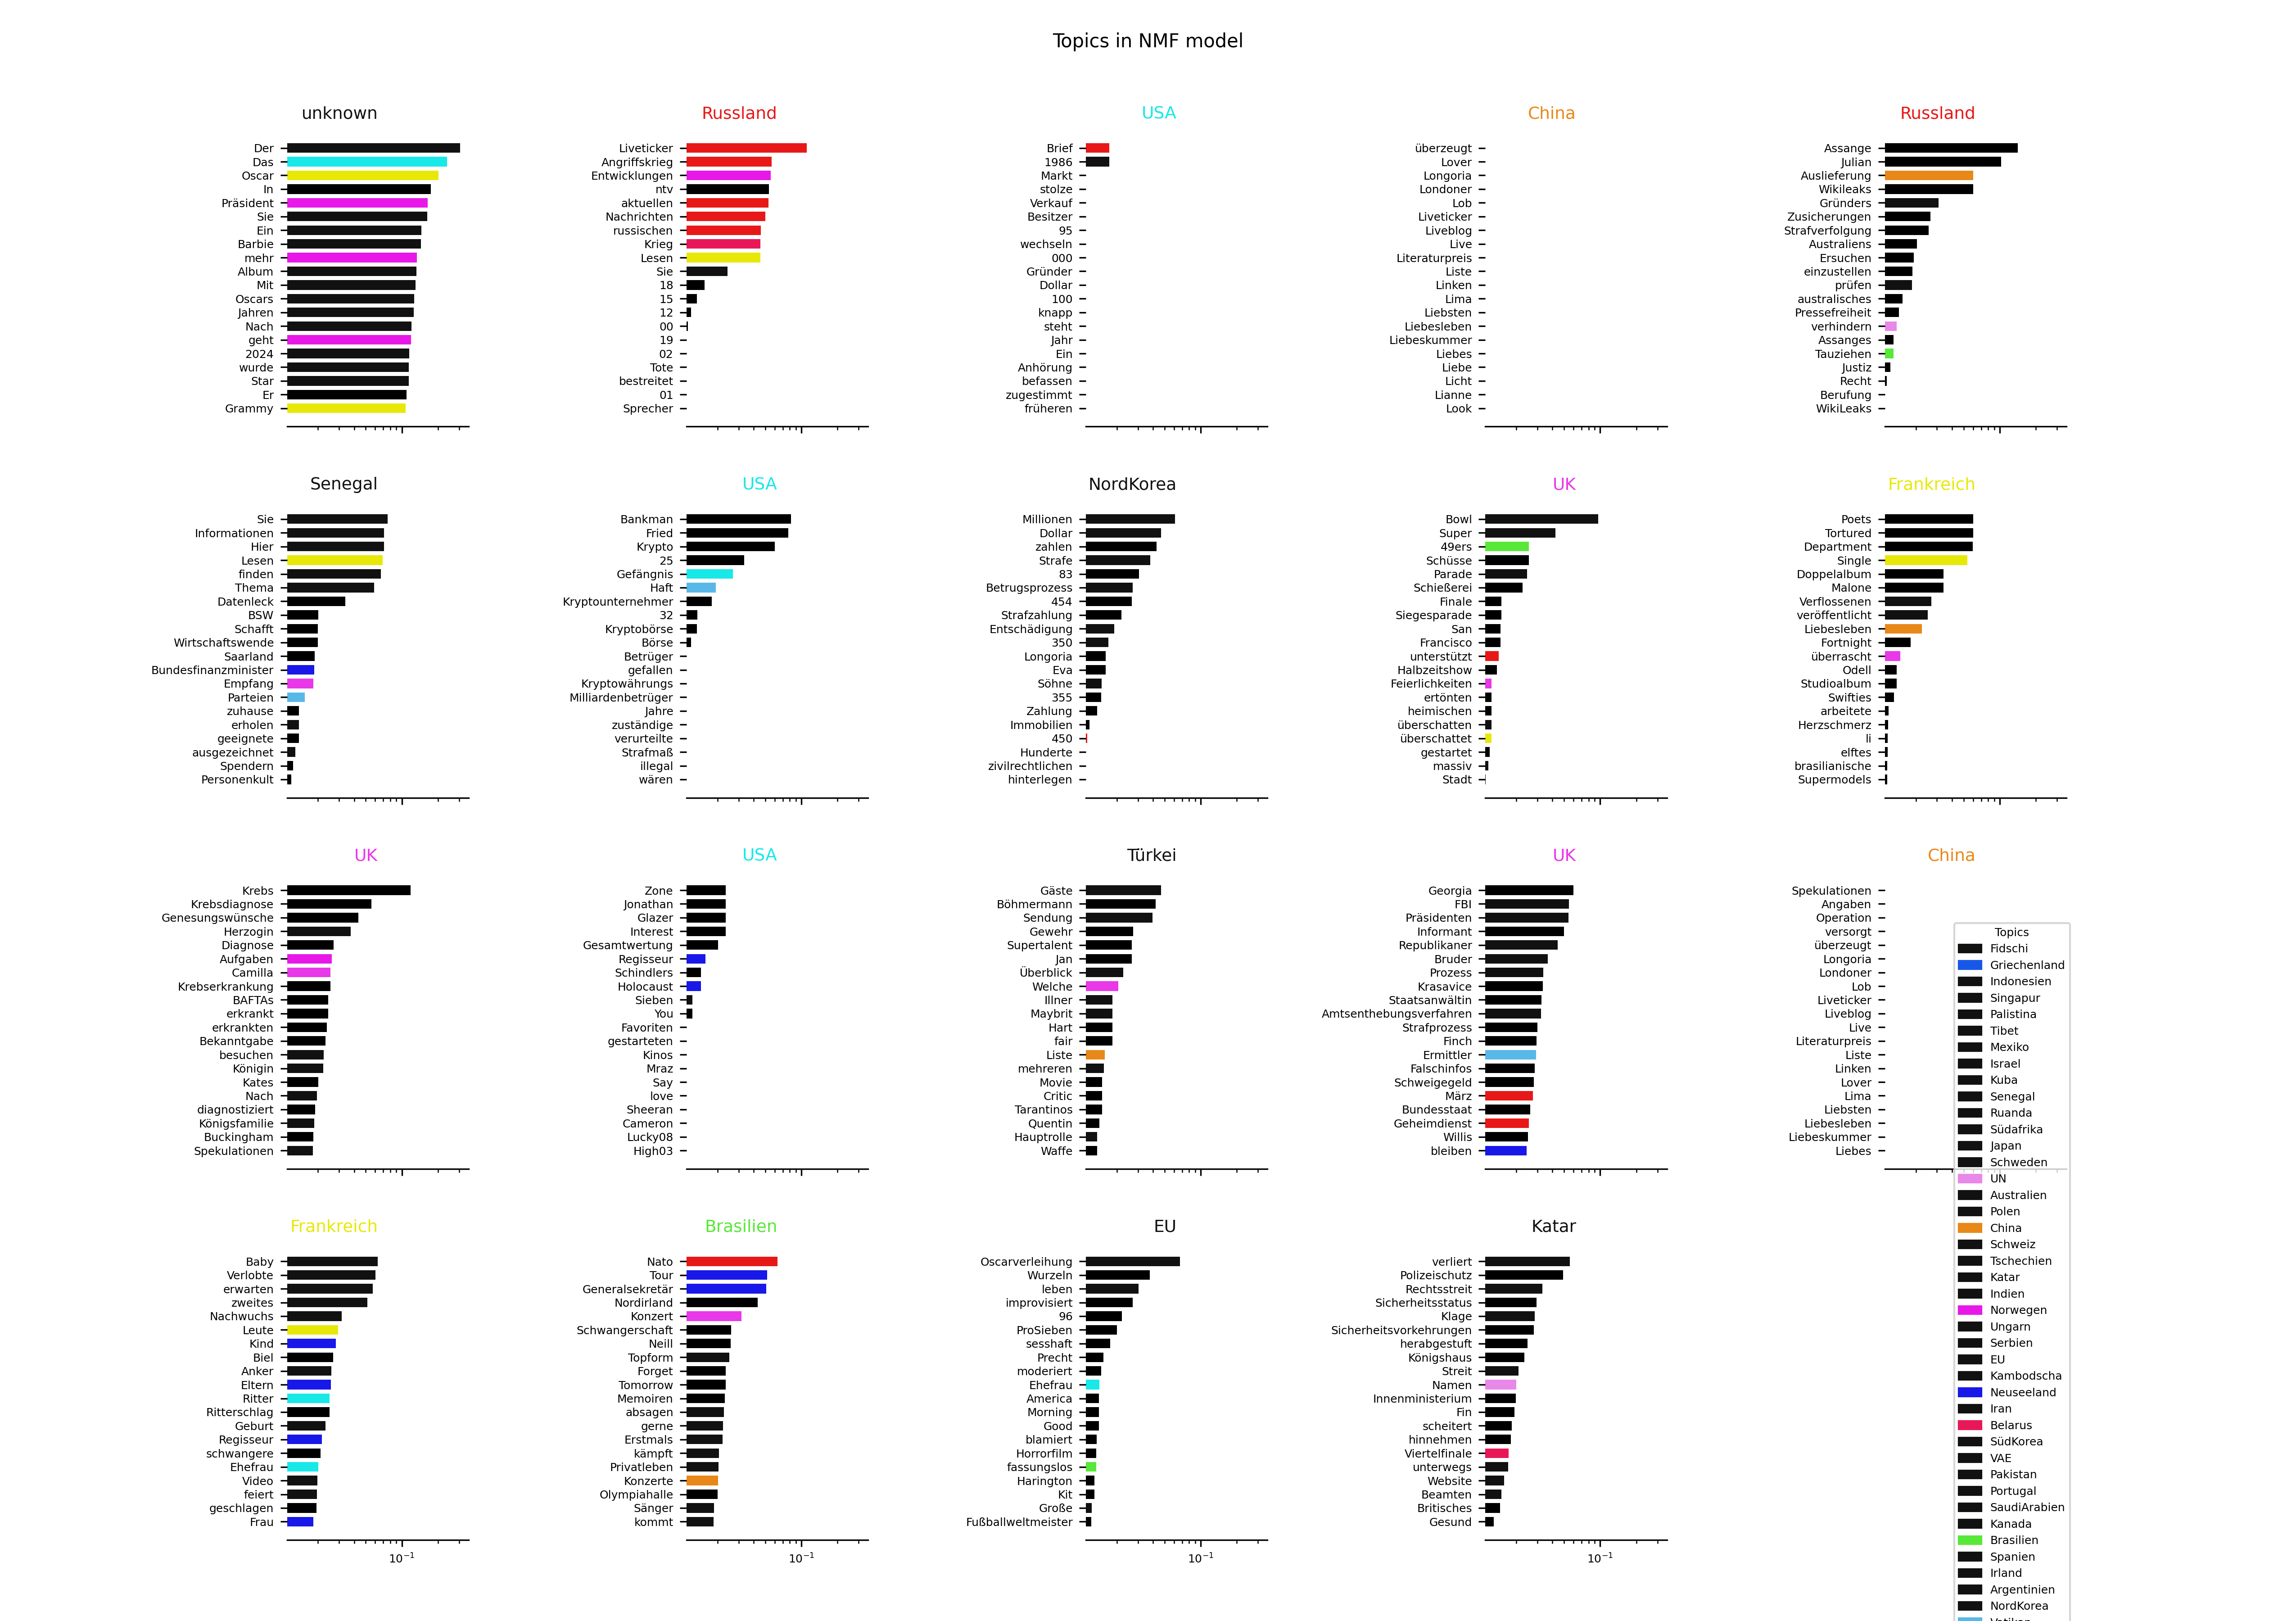 Topics in NMF model
unknown
Der
Das
Oscar
In
Präsident
Sie
Ein
Barbie
mehr
Album
Mit
Oscars
Jahren
Nach
geht
2024
wurde
Star
Er
Grammy
Russland
Liveticker
Angriffskrieg
Entwicklungen
ntv
aktuellen
Nachrichten
russischen
Krieg
Lesen
Sie
18
15
12
00
19
02
Tote
bestreitet
01
Sprecher
USA
Brief
1986
Markt
stolze
Verkauf
Besitzer
95
wechseln
000
Gründer
Dollar
100
knapp
steht
Jahr
Ein
Anhörung
befassen
zugestimmt
früheren
China
überzeugt
Lover
Longoria
Londoner
Lob
Liveticker
Liveblog
Live
Literaturpreis
Liste
Linken
Lima
Liebsten
Liebesleben
Liebeskummer
Liebes
Liebe
Licht
Lianne
Look
Russland
Assange
Julian
Auslieferung
Wikileaks
Gründers
Zusicherungen
Strafverfolgung
Australiens
Ersuchen
einzustellen
prüfen
australisches
Pressefreiheit
verhindern
Assanges
Tauziehen
Justiz
Recht
Berufung
WikiLeaks
Senegal
Sie
Informationen
Hier
Lesen
finden
Thema
Datenleck
BSW
Schafft
Wirtschaftswende
Saarland
Bundesfinanzminister
Empfang
Parteien
zuhause
erholen
geeignete
ausgezeichnet
Spendern
Personenkult
USA
Bankman
Fried
Krypto
25
Gefängnis
Haft
Kryptounternehmer
32
Kryptobörse
Börse
Betrüger
gefallen
Kryptowährungs
Milliardenbetrüger
Jahre
zuständige
verurteilte
Strafmaß
illegal
wären
NordKorea
Millionen
Dollar
zahlen
Strafe
83
Betrugsprozess
454
Strafzahlung
Entschädigung
350
Longoria
Eva
Söhne
355
Zahlung
Immobilien
450
Hunderte
zivilrechtlichen
hinterlegen
UK
Bowl
Super
49ers
Schüsse
Parade
Schießerei
Finale
Siegesparade
San
Francisco
unterstützt
Halbzeitshow
Feierlichkeiten
ertönten
heimischen
überschatten
überschattet
gestartet
massiv
Stadt
Frankreich
Poets
Tortured
Department
Single
Doppelalbum
Malone
Verflossenen
veröffentlicht
Liebesleben
Fortnight
überrascht
Odell
Studioalbum
Swifties
arbeitete
Herzschmerz
li
elftes
brasilianische
Supermodels
UK
Krebs
Krebsdiagnose
Genesungswünsche
Herzogin
Diagnose
Aufgaben
Camilla
Krebserkrankung
BAFTAs
erkrankt
erkrankten
Bekanntgabe
besuchen
Königin
Kates
Nach
diagnostiziert
Königsfamilie
Buckingham
Spekulationen
USA
Zone
Jonathan
Glazer
Interest
Gesamtwertung
Regisseur
Schindlers
Holocaust
Sieben
You
Favoriten
gestarteten
Kinos
Mraz
Say
love
Sheeran
Cameron
Lucky08
High03
Türkei
Gäste
Böhmermann
Sendung
Gewehr
Supertalent
Jan
Überblick
Welche
Illner
Maybrit
Hart
fair
Liste
mehreren
Movie
Critic
Tarantinos
Quentin
Hauptrolle
Waffe
UK
Georgia
FBI
Präsidenten
Informant
Republikaner
Bruder
Prozess
Krasavice
Staatsanwältin
Amtsenthebungsverfahren
Strafprozess
Finch
Ermittler
Falschinfos
Schweigegeld
März
Bundesstaat
Geheimdienst
Willis
bleiben
China
Spekulationen
Angaben
Operation
versorgt
überzeugt
Longoria
Londoner
Lob
Liveticker
Liveblog
Live
Literaturpreis
Liste
Linken
Lover
Lima
Liebsten
Liebesleben
Liebeskummer
Liebes
Frankreich
Baby
Verlobte
erwarten
zweites
Nachwuchs
Leute
Kind
Biel
Anker
Eltern
Ritter
Ritterschlag
Geburt
Regisseur
schwangere
Ehefrau
Video
feiert
geschlagen
Frau
10⁻¹
Brasilien
Nato
Tour
Generalsekretär
Nordirland
Konzert
Schwangerschaft
Neill
Topform
Forget
Tomorrow
Memoiren
absagen
gerne
Erstmals
kämpft
Privatleben
Konzerte
Olympiahalle
Sänger
kommt
10⁻¹
EU
Oscarverleihung
Wurzeln
leben
improvisiert
96
ProSieben
sesshaft
Precht
moderiert
Ehefrau
America
Morning
Good
blamiert
Horrorfilm
fassungslos
Harington
Kit
Große
Fußballweltmeister
10⁻¹
Katar
verliert
Polizeischutz
Rechtsstreit
Sicherheitsstatus
Klage
Sicherheitsvorkehrungen
herabgestuft
Königshaus
Streit
Namen
Innenministerium
Fin
scheitert
hinnehmen
Viertelfinale
unterwegs
Website
Beamten
Britisches
Gesund
10⁻¹
Topics
Fidschi
Griechenland
Indonesien
Singapur
Palistina
Tibet
Mexiko
Israel
Kuba
Senegal
Ruanda
Südafrika
Japan
Schweden
UN
Australien
Polen
China
Schweiz
Tschechien
Katar
Indien
Norwegen
Ungarn
Serbien
EU
Kambodscha
Neuseeland
Iran
Belarus
SüdKorea
VAE
Pakistan
Portugal
SaudiArabien
Kanada
Brasilien
Spanien
Irland
Argentinien
NordKorea